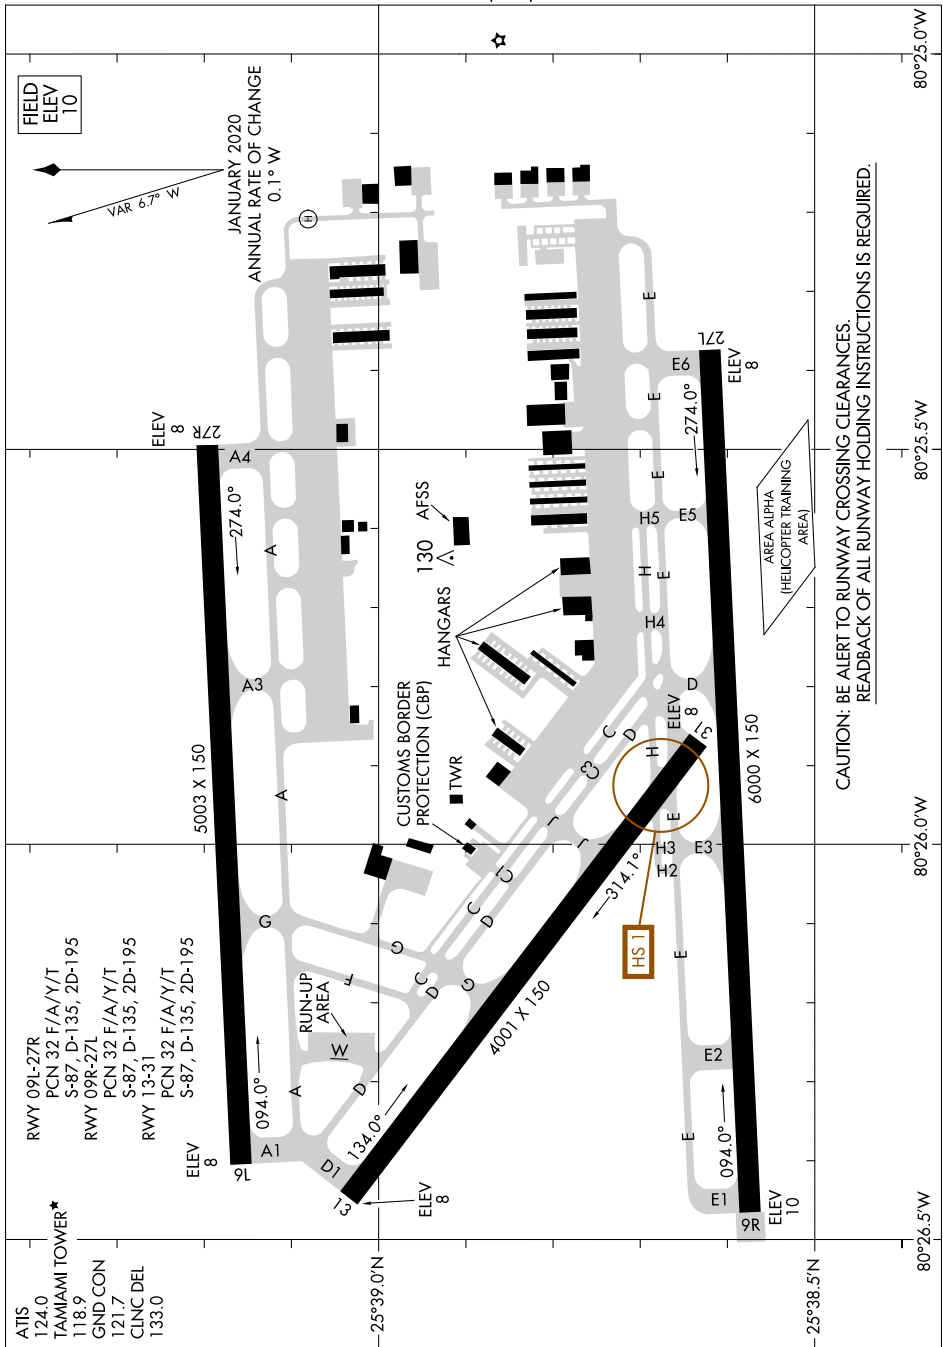 ATIS
124.0
TAMIAMI TOWER★
118.9
GND CON
121.7
CLNC DEL
133.0
RWY 09L-27R
PCN 32 F/A/Y/T
S-87, D-135, 2D-195
RWY 09R-27L
PCN 32 F/A/Y/T
S-87, D-135, 2D-195
RWY 13-31
PCN 32 F/A/Y/T
S-87, D-135, 2D-195
FIELD
ELEV
10
VAR 6.7° W
JANUARY 2020
ANNUAL RATE OF CHANGE
0.1° W
H
ELEV
8
9L
094.0°
A1
A
5003 X 150
G
A
A3
A
274.0°
A4
27R
ELEV
8
RUN-UP
AREA
W
F
G
D1
D
13
134.0°
ELEV
8
C
D
G
C
D
C1
4001 X 150
J
J
C3
C
D
314.1°
31
ELEV
8
CUSTOMS BORDER
PROTECTION (CBP)
TWR
HANGARS
130
AFSS
HS 1
H
H2
H3
H4
H
H5
9R
ELEV
10
E1
094.0°
E
E2
E
E3
E
D
E
E5
E
E
E
E6
274.0°
27L
ELEV
8
6000 X 150
AREA ALPHA
(HELICOPTER TRAINING
AREA)
CAUTION: BE ALERT TO RUNWAY CROSSING CLEARANCES.
READBACK OF ALL RUNWAY HOLDING INSTRUCTIONS IS REQUIRED.
25°39.0'N
25°38.5'N
80°26.5'W
80°26.0'W
80°25.5'W
80°25.0'W